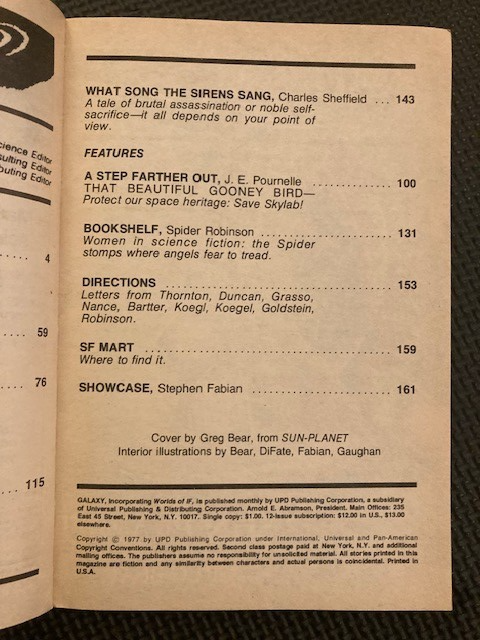 ience Editor
ulting Editor
buting Editor
.... 4
... 59
.... 76
... 115
WHAT SONG THE SIRENS SANG, Charles Sheffield ... 143
A tale of brutal assassination or noble self-
sacrifice—it all depends on your point of
view.
FEATURES
A STEP FARTHER OUT, J. E. Pournelle ............ 100
THAT BEAUTIFUL GOONEY BIRD—
Protect our space heritage: Save Skylab!
BOOKSHELF, Spider Robinson .................... 131
Women in science fiction: the Spider
stomps where angels fear to tread.
DIRECTIONS .................................... 153
Letters from Thornton, Duncan, Grasso,
Nance, Bartter, Koegl, Koegel, Goldstein,
Robinson.
SF MART ....................................... 159
Where to find it.
SHOWCASE, Stephen Fabian ...................... 161
Cover by Greg Bear, from SUN-PLANET
Interior illustrations by Bear, DiFate, Fabian, Gaughan
GALAXY, incorporating Worlds of IF, is published monthly by UPD Publishing Corporation, a subsidiary
of Universal Publishing & Distributing Corporation. Arnold E. Abramson, President. Main Offices: 235
East 45 Street, New York, N.Y. 10017. Single copy: $1.00. 12-issue subscription: $12.00 in U.S., $13.00
elsewhere.
Copyright © 1977 by UPD Publishing Corporation under International, Universal and Pan-American
Copyright Conventions. All rights reserved. Second class postage paid at New York, N.Y. and additional
mailing offices. The publishers assume no responsibility for unsolicited material. All stories printed in this
magazine are fiction and any similarity between characters and actual persons is coincidental. Printed in
U.S.A.